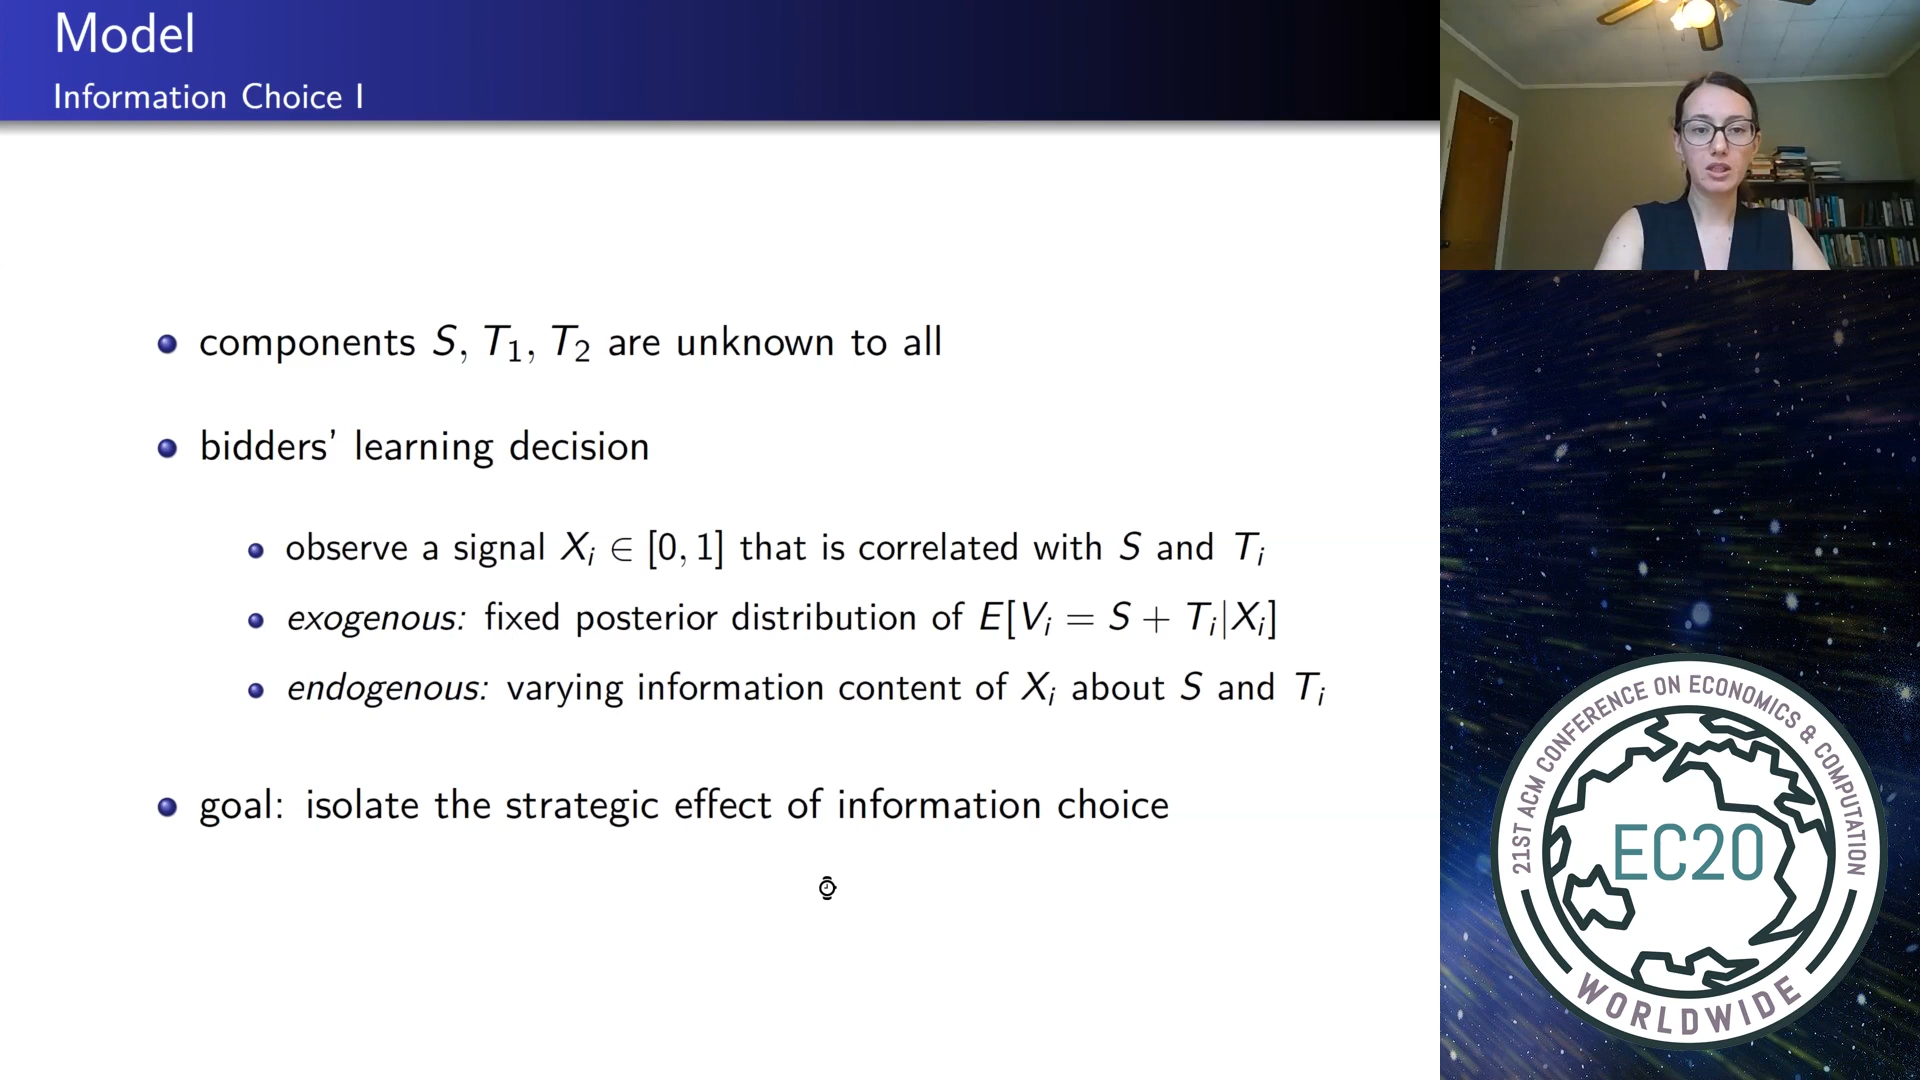 Model
Information Choice I
components S, T₁, T₂ are unknown to all
bidders' learning decision
observe a signal Xᵢ ∈ [0, 1] that is correlated with S and Tᵢ
exogenous: fixed posterior distribution of E[Vᵢ = S + Tᵢ|Xᵢ]
endogenous: varying information content of Xᵢ about S and Tᵢ
goal: isolate the strategic effect of information choice
21ST ACM CONFERENCE ON ECONOMICS & COMPUTATION
EC20
WORLDWIDE